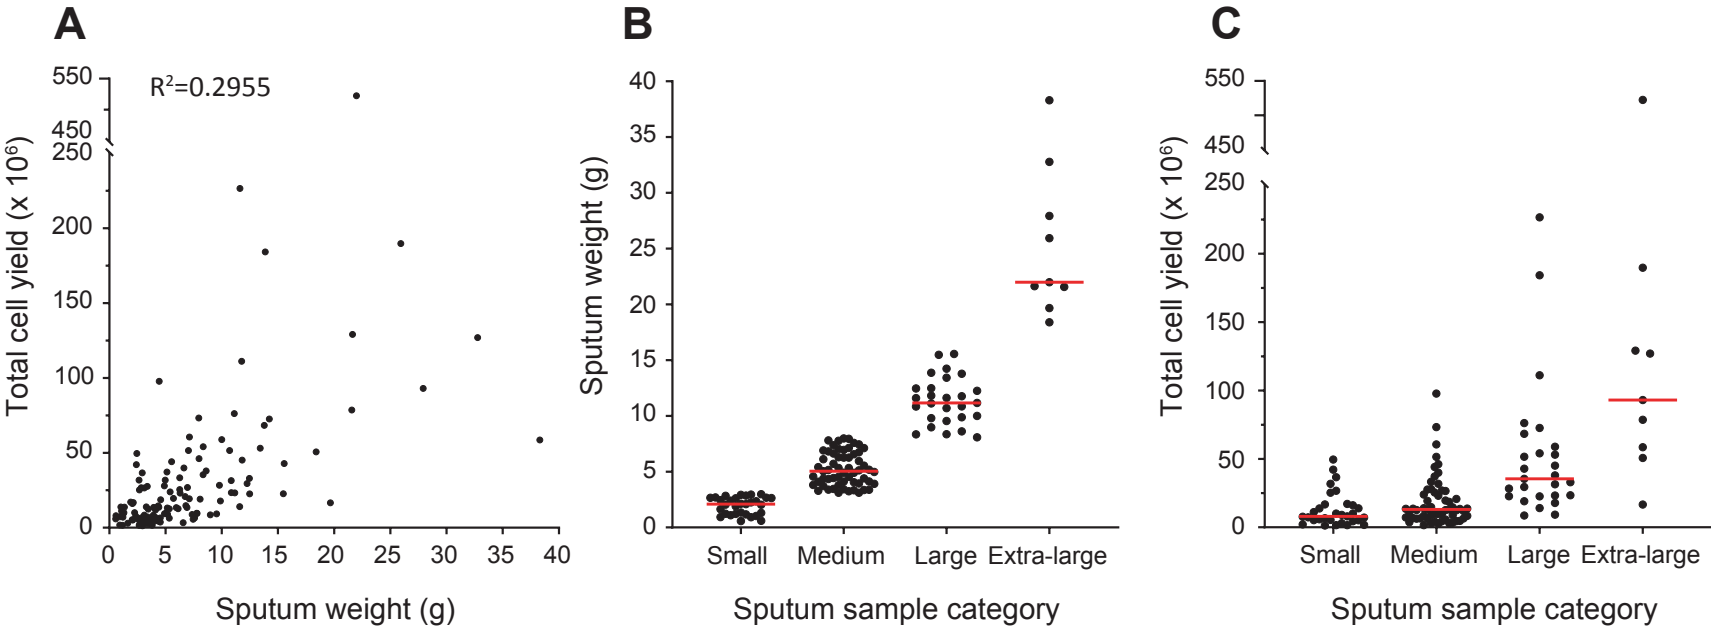 A
R²=0.2955
Total cell yield (x 10⁶)
550
450
250
200
150
100
50
0
0 5 10 15 20 25 30 35 40
Sputum weight (g)
B
Sputum weight (g)
40
35
30
25
20
15
10
5
0
Small Medium Large Extra-large
Sputum sample category
C
Total cell yield (x 10⁶)
550
450
250
200
150
100
50
0
Small Medium Large Extra-large
Sputum sample category